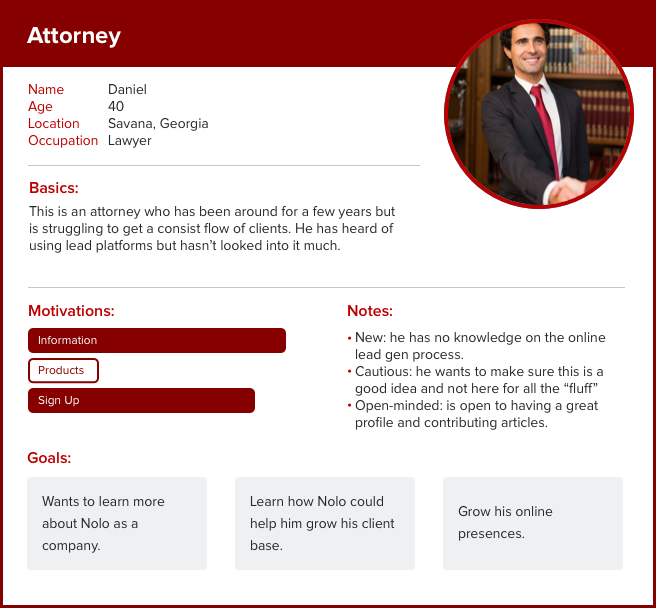 Attorney
Name Daniel
Age 40
Location Savana, Georgia
Occupation Lawyer
Basics:
This is an attorney who has been around for a few years but
is struggling to get a consist flow of clients. He has heard of
using lead platforms but hasn’t looked into it much.
Motivations:
Information
Products
Sign Up
Notes:
• New: he has no knowledge on the online
lead gen process.
• Cautious: he wants to make sure this is a
good idea and not here for all the “fluff”
• Open-minded: is open to having a great
profile and contributing articles.
Goals:
Wants to learn more
about Nolo as a
company.
Learn how Nolo could
help him grow his client
base.
Grow his online
presences.